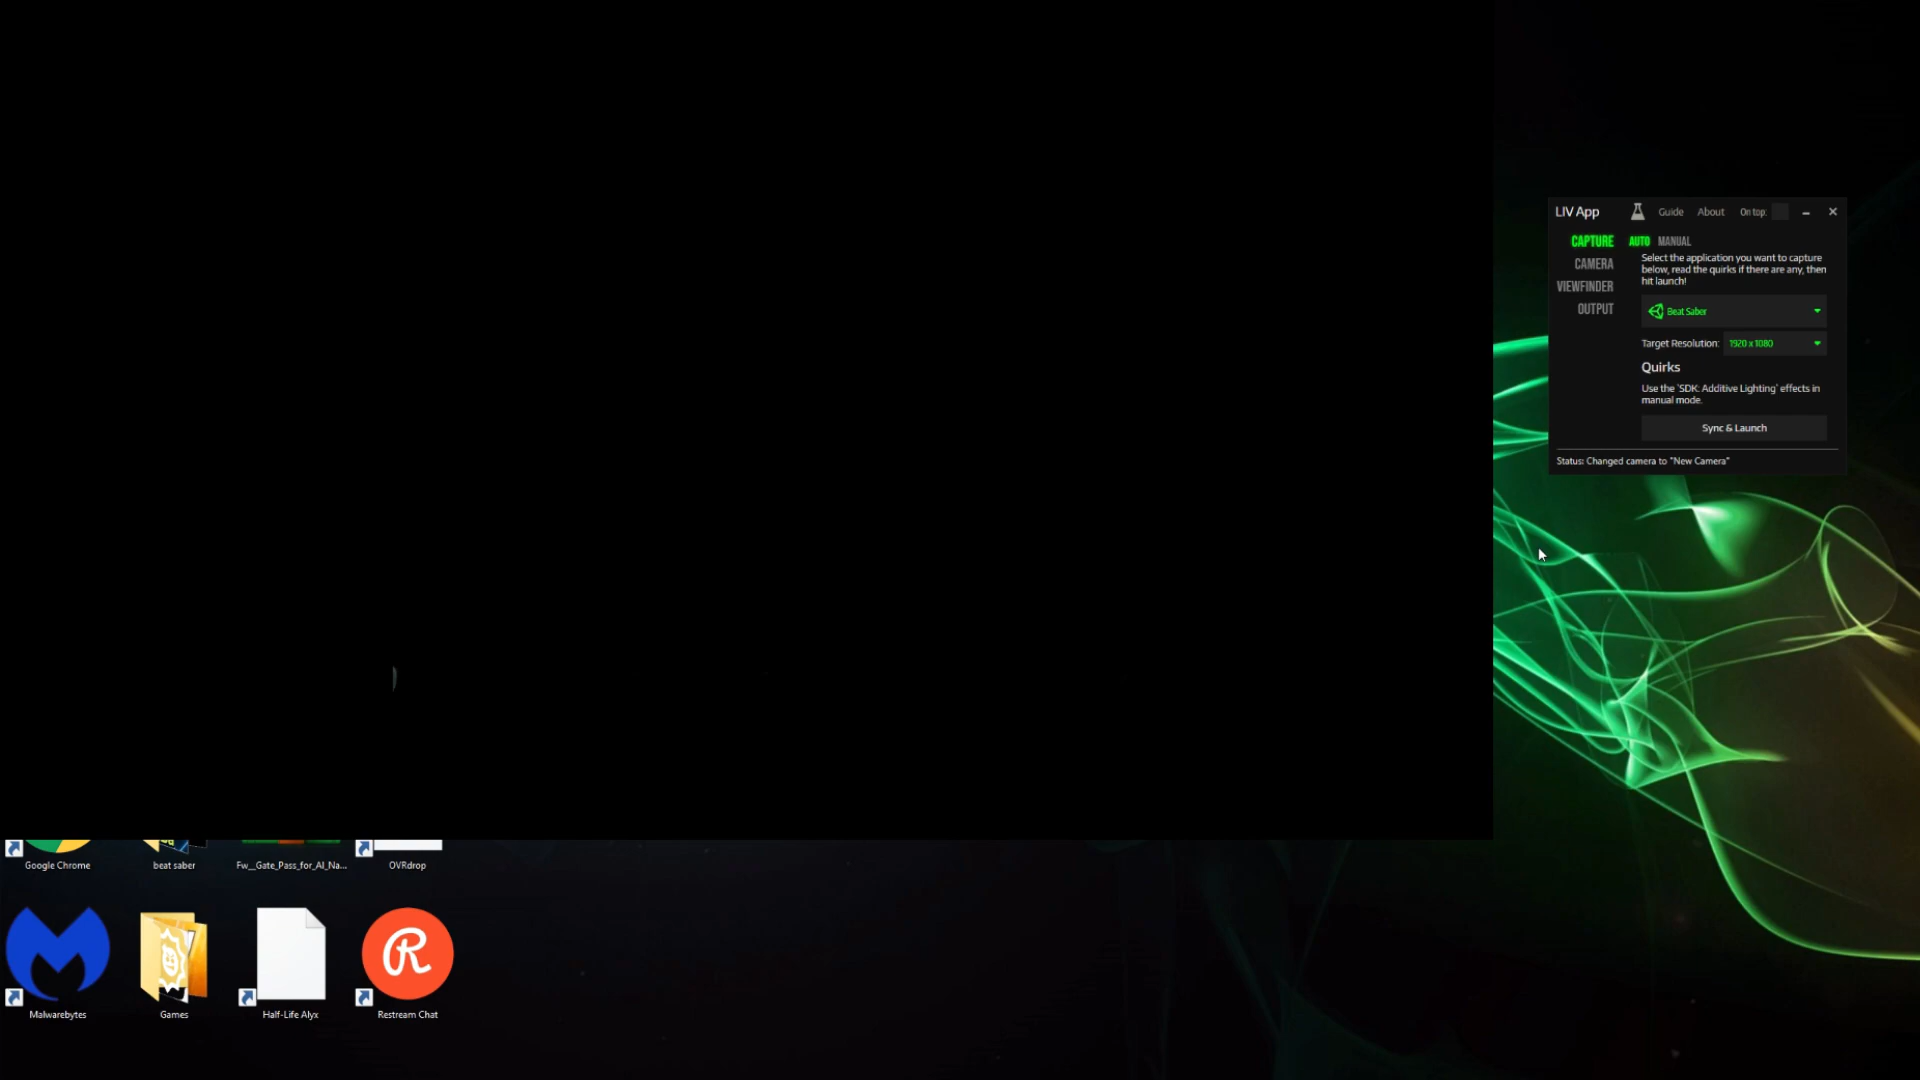 LIV App
Guide
About
On top:
CAPTURE
AUTO
MANUAL
CAMERA
VIEWFINDER
OUTPUT
Select the application you want to capture
below, read the quirks if there are any, then
hit launch!
Beat Saber
Target Resolution:
1920 x 1080
Quirks
Use the 'SDK: Additive Lighting' effects in
manual mode.
Sync & Launch
Status: Changed camera to "New Camera"
Google Chrome
beat saber
Fw__Gate_Pass_for_Al_Na...
OVRdrop
Malwarebytes
Games
Half-Life Alyx
Restream Chat